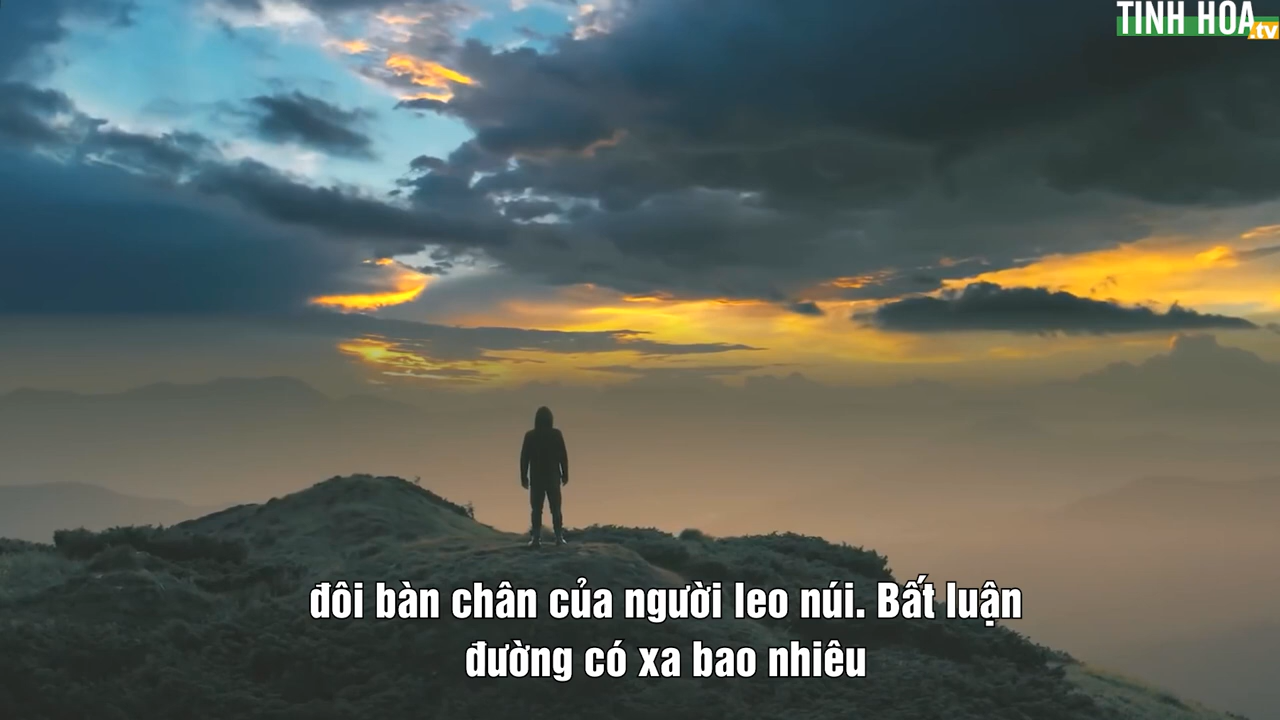 TINH HOA
.tv
đôi bàn chân của người leo núi. Bất luận
đường có xa bao nhiêu